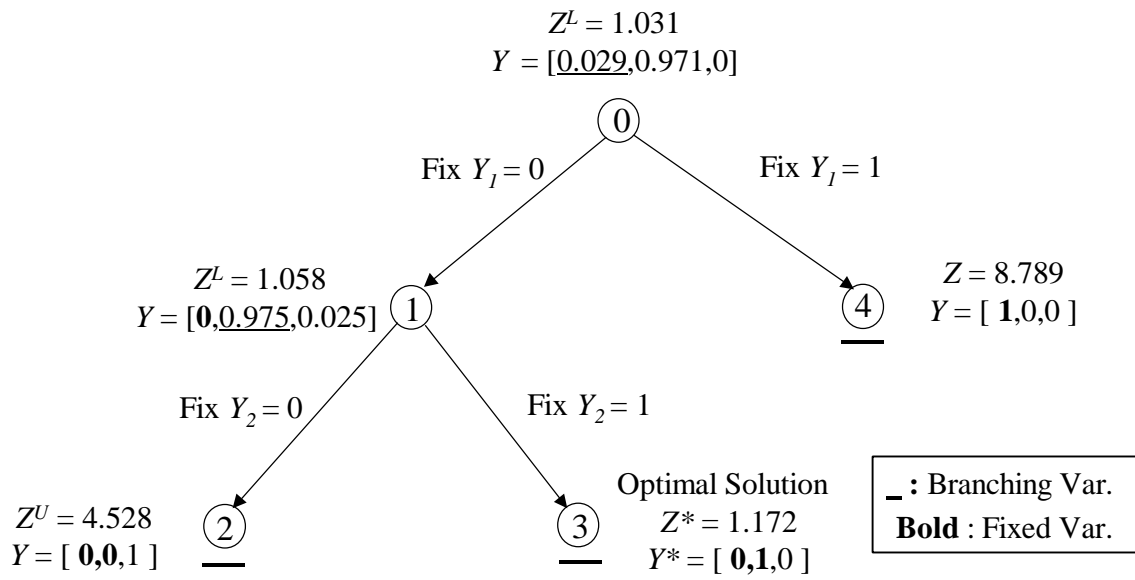 Z^L = 1.031
Y = [0.029,0.971,0]
0
Fix Y_1 = 0
Fix Y_1 = 1
Z^L = 1.058
Y = [0,0.975,0.025]
1
4
Z = 8.789
Y = [ 1,0,0 ]
Fix Y_2 = 0
Fix Y_2 = 1
Z^U = 4.528
Y = [ 0,0,1 ]
2
3
Optimal Solution
Z* = 1.172
Y* = [ 0,1,0 ]
_ : Branching Var.
Bold : Fixed Var.